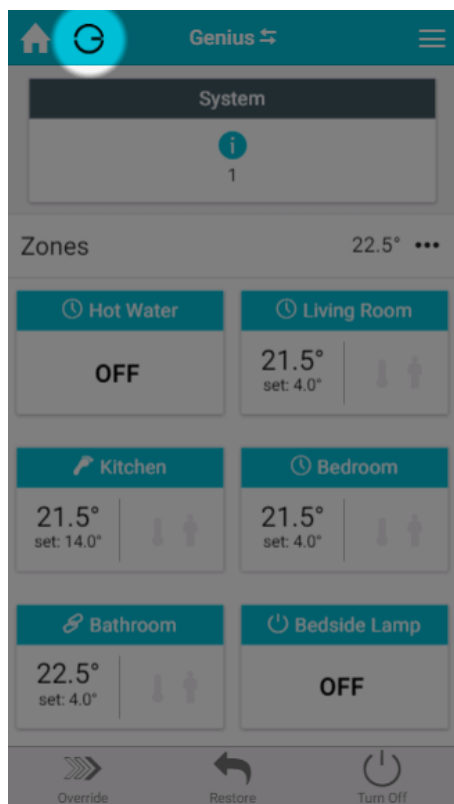 Genius
System
i
1
Zones 22.5° •••
Hot Water Living Room
OFF 21.5°
set: 4.0°
Kitchen Bedroom
21.5° 21.5°
set: 14.0° set: 4.0°
Bathroom Bedside Lamp
22.5° OFF
set: 4.0°
Override Restore Turn Off